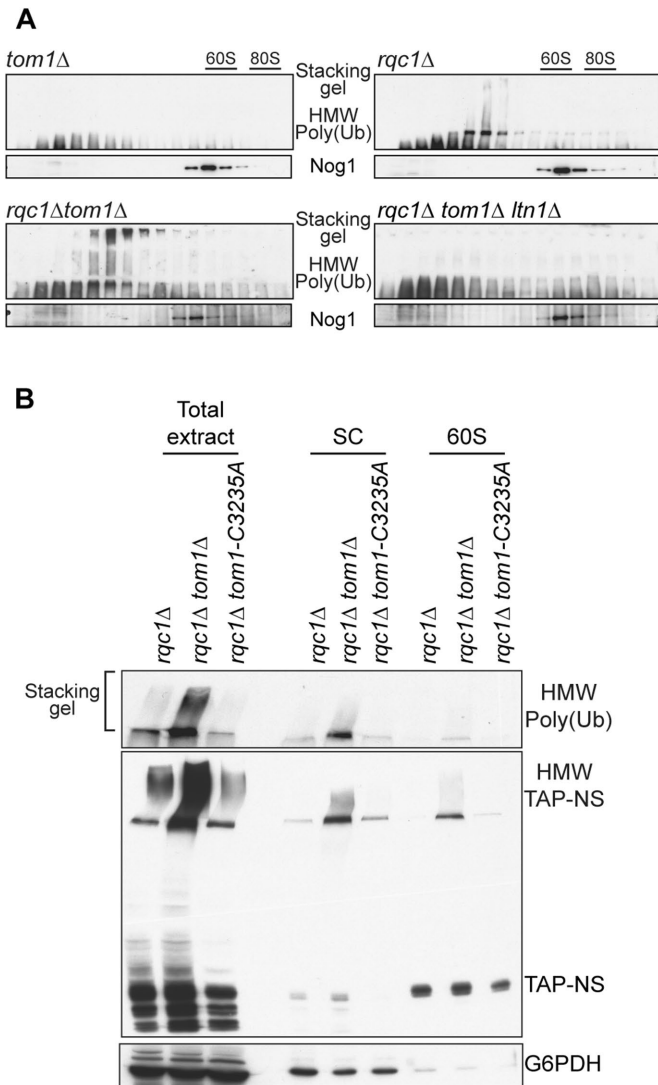 A
tom1Δ
60S 80S
Stacking
gel
HMW
Poly(Ub)
Nog1
rqc1Δ
60S 80S
rqc1Δtom1Δ
Stacking
gel
HMW
Poly(Ub)
Nog1
rqc1Δ tom1Δ ltn1Δ
B
Total
extract
SC
60S
rqc1Δ
rqc1Δ tom1Δ
rqc1Δ tom1-C3235A
rqc1Δ
rqc1Δ tom1Δ
rqc1Δ tom1-C3235A
rqc1Δ
rqc1Δ tom1Δ
rqc1Δ tom1-C3235A
Stacking
gel
HMW
Poly(Ub)
HMW
TAP-NS
TAP-NS
G6PDH